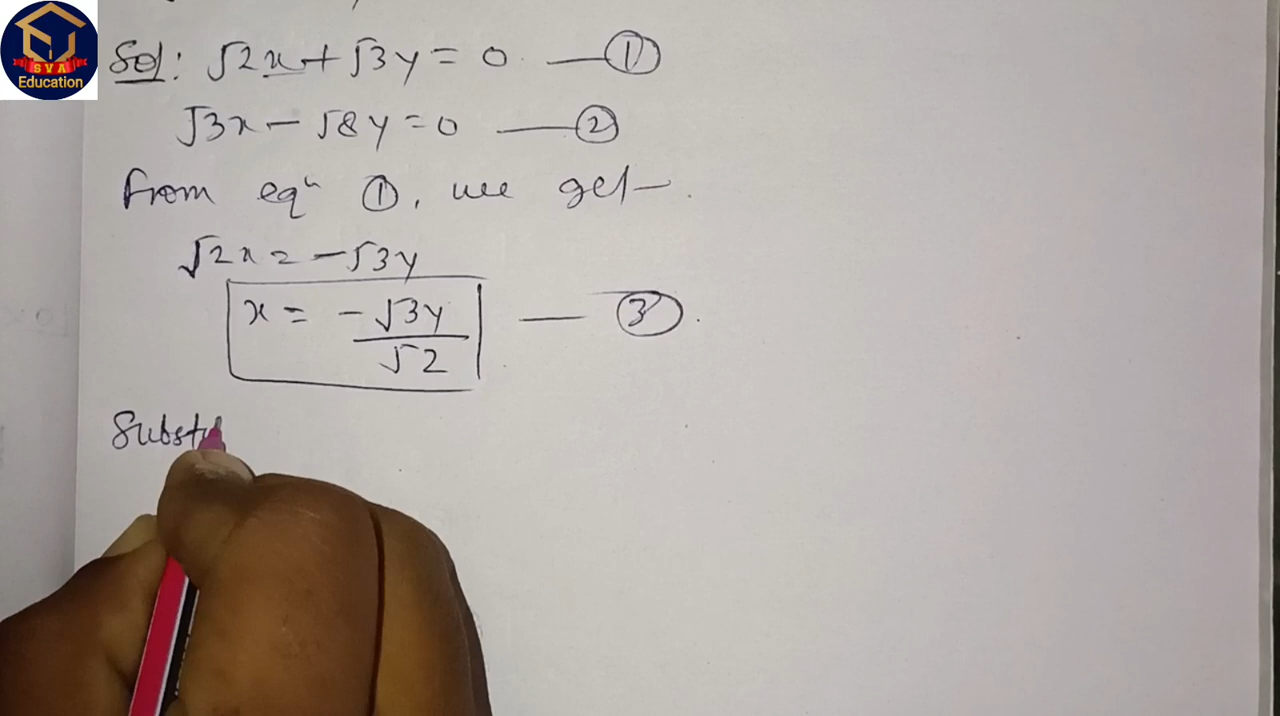 SVA
Education
Sol: √2x + √3y = 0. — ①
√3x − √8y = 0 — ②
From eqⁿ ①, we get — .
√2x = −√3y
x = −√3y/√2 — ③.
Substi